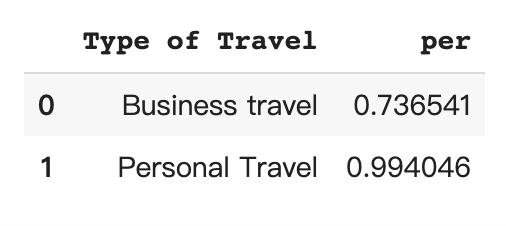 Type of Travel per
0 Business travel 0.736541
1 Personal Travel 0.994046